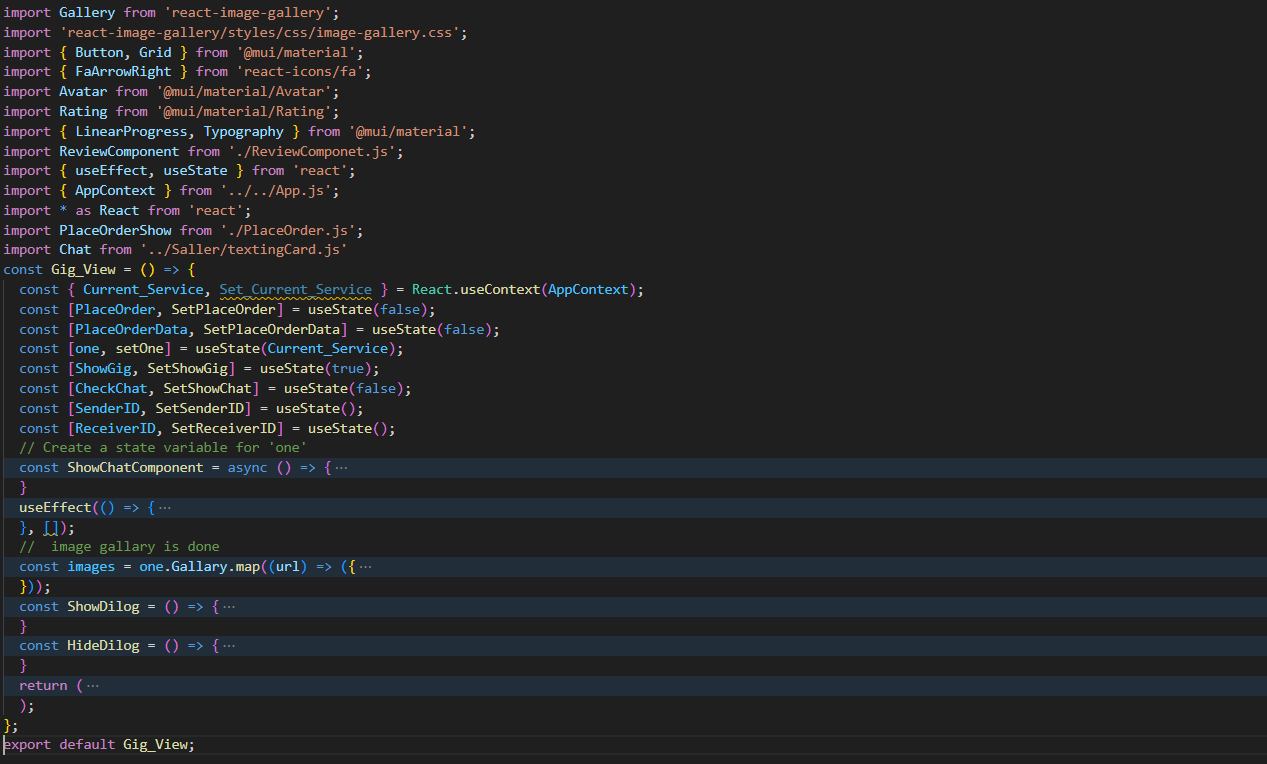 import Gallery from 'react-image-gallery';
import 'react-image-gallery/styles/css/image-gallery.css';
import { Button, Grid } from '@mui/material';
import { FaArrowRight } from 'react-icons/fa';
import Avatar from '@mui/material/Avatar';
import Rating from '@mui/material/Rating';
import { LinearProgress, Typography } from '@mui/material';
import ReviewComponent from './ReviewComponet.js';
import { useEffect, useState } from 'react';
import { AppContext } from '../../App.js';
import * as React from 'react';
import PlaceOrderShow from './PlaceOrder.js';
import Chat from '../Saller/textingCard.js'
const Gig_View = () => {
  const { Current_Service, Set_Current_Service } = React.useContext(AppContext);
  const [PlaceOrder, SetPlaceOrder] = useState(false);
  const [PlaceOrderData, SetPlaceOrderData] = useState(false);
  const [one, setOne] = useState(Current_Service);
  const [ShowGig, SetShowGig] = useState(true);
  const [CheckChat, SetShowChat] = useState(false);
  const [SenderID, SetSenderID] = useState();
  const [ReceiverID, SetReceiverID] = useState();
  // Create a state variable for 'one'
  const ShowChatComponent = async () => {···
  }
  useEffect(() => {···
  }, []);
  //  image gallary is done
  const images = one.Gallary.map((url) => ({···
  }));
  const ShowDilog = () => {···
  }
  const HideDilog = () => {···
  }
  return (···
  );
};
export default Gig_View;